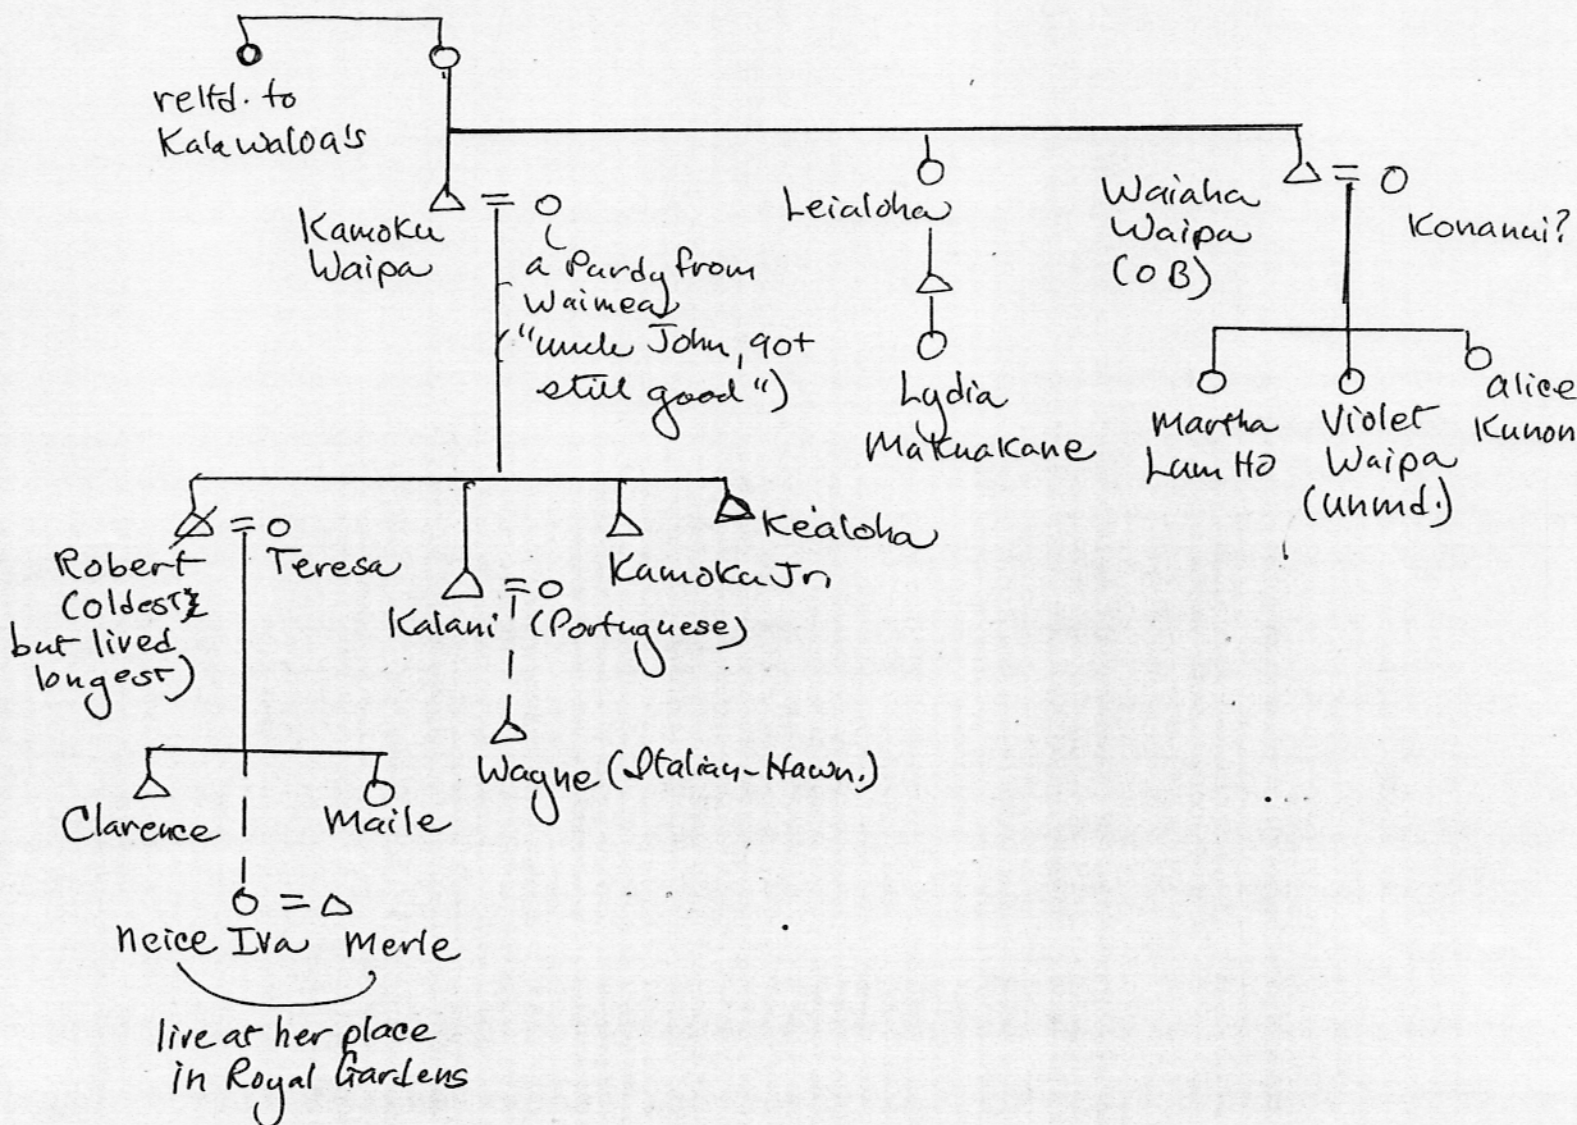 reltd. to
Kalawaloa's
Kamoku
Waipa
a Purdy from
Waimea
("uncle John, got
still good")
Leialoha
Lydia
Makuakane
Waiaha
Waipa
(OB)
Konanui?
Martha
Lum Ho
Violet
Waipa
(unmd.)
Alice
Kunon
Robert
(oldest
but lived
longest)
Teresa
Kalani (Portuguese)
Kamoku Jr
Kealoha
Wayne (Italian-Hawn.)
Clarence
Maile
Neice Iva
Merle
live at her place
in Royal Gardens